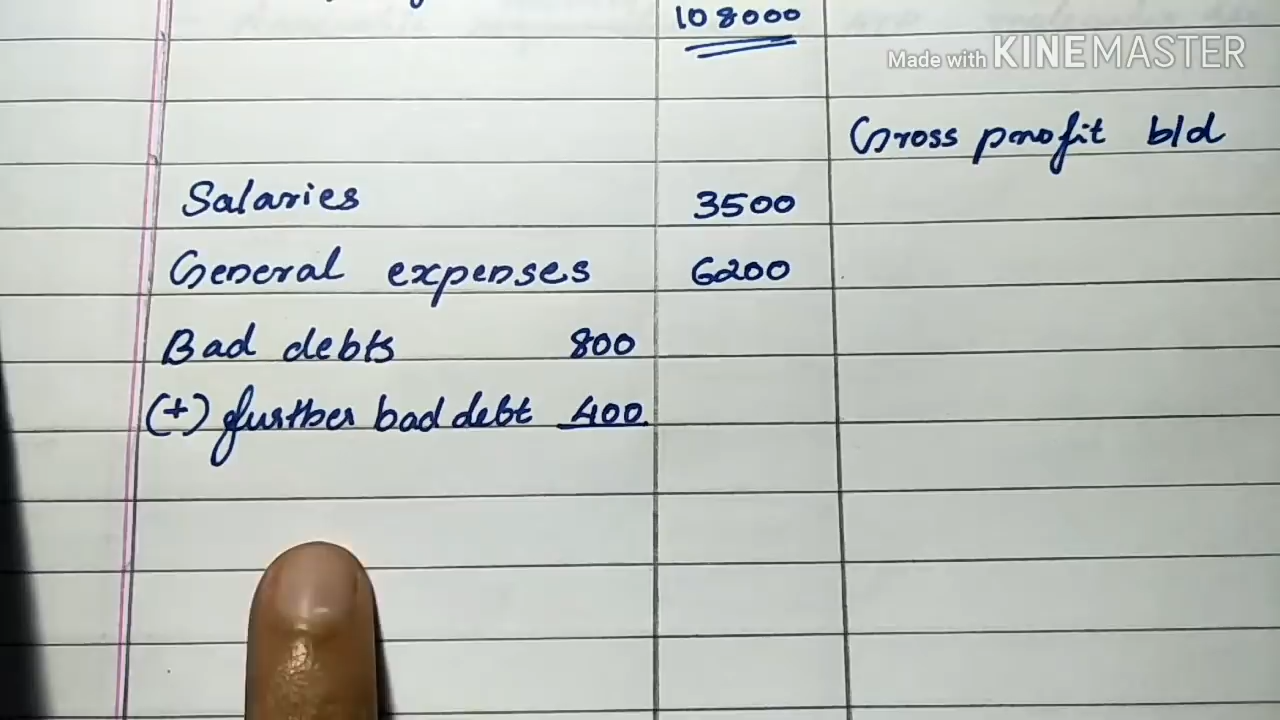 108000
Made with KINEMASTER
Gross profit b/d
Salaries 3500
General expenses 6200
Bad debts 800
(+) further bad debt 400